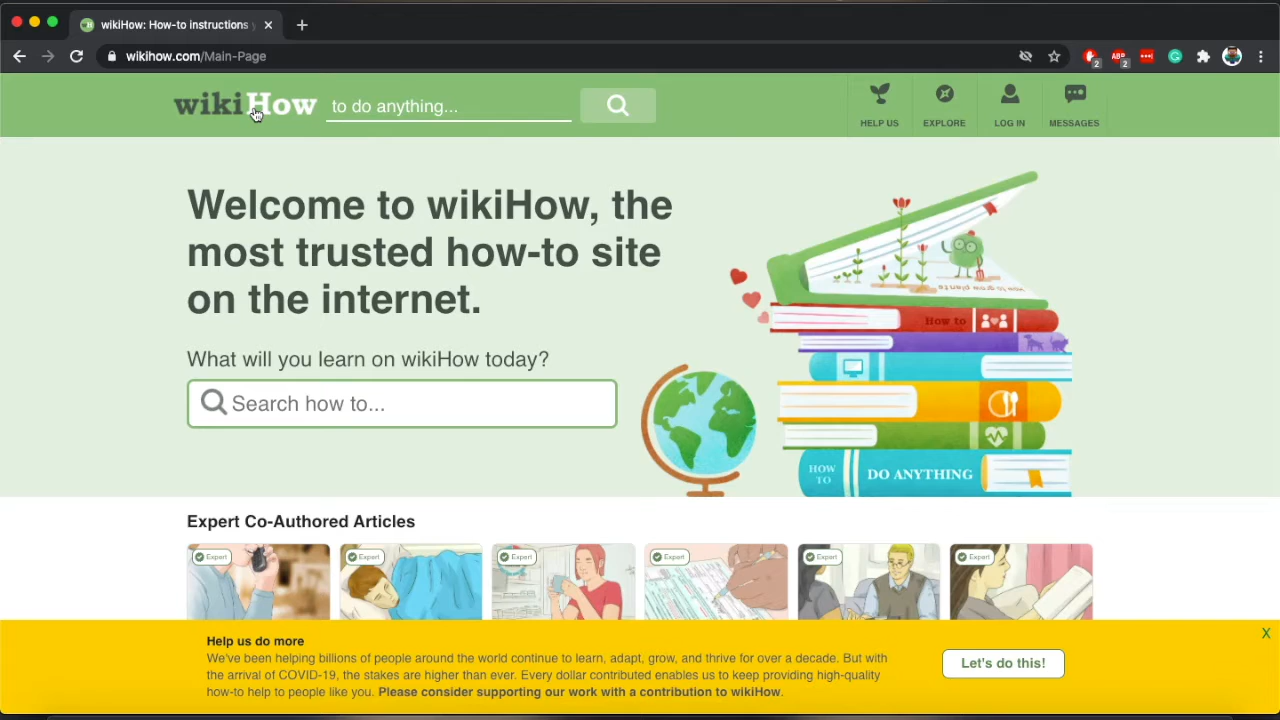 wikiHow: How-to instructions y
wikihow.com/Main-Page
2
ABP
2
wikiHow to do anything...
HELP US
EXPLORE
LOG IN
MESSAGES
Welcome to wikiHow, the
most trusted how-to site
on the internet.
What will you learn on wikiHow today?
Search how to...
How to
HOW
TO
DO ANYTHING
Expert Co-Authored Articles
Expert
Expert
Expert
Expert
Expert
Expert
Help us do more
We've been helping billions of people around the world continue to learn, adapt, grow, and thrive for over a decade. But with
the arrival of COVID-19, the stakes are higher than ever. Every dollar contributed enables us to keep providing high-quality
how-to help to people like you. Please consider supporting our work with a contribution to wikiHow.
Let's do this!
X